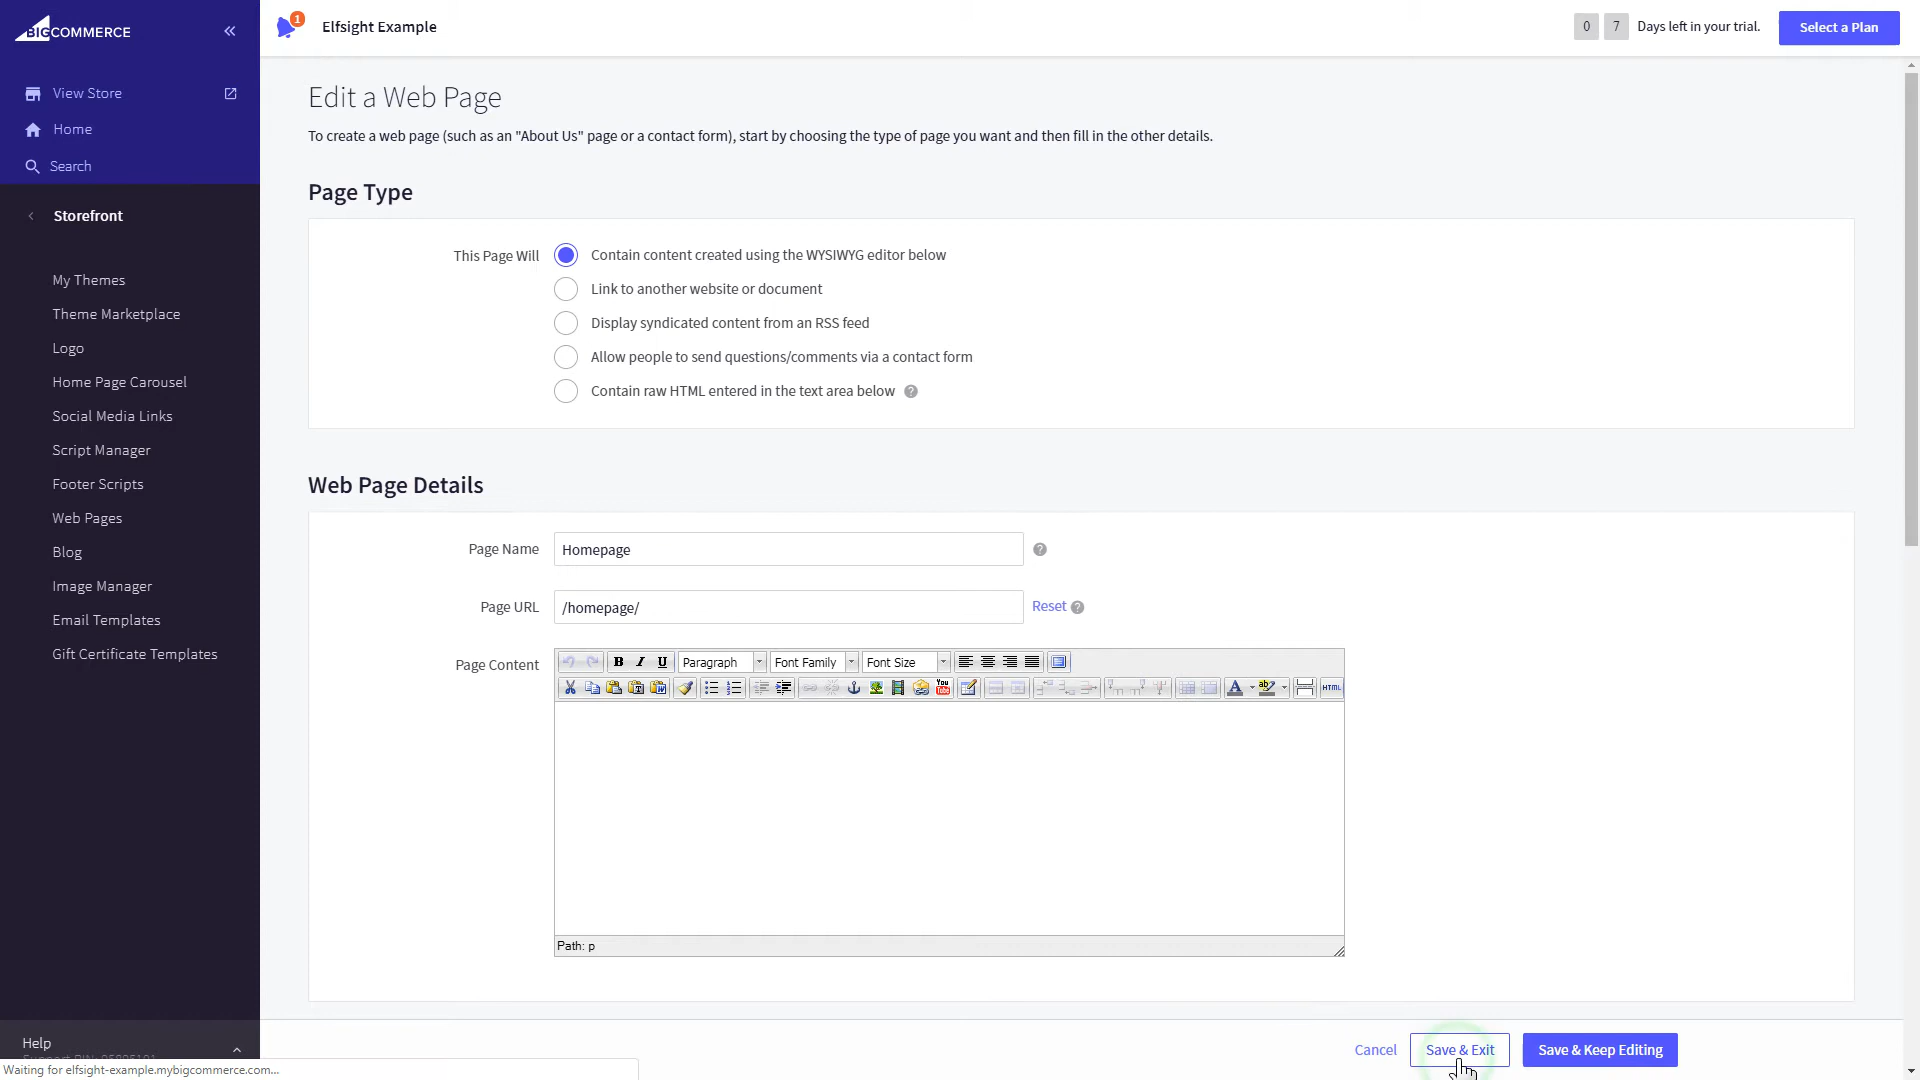 BIGCOMMERCE
1
Elfsight Example
0 7 Days left in your trial.
Select a Plan
View Store
Home
Search
Storefront
My Themes
Theme Marketplace
Logo
Home Page Carousel
Social Media Links
Script Manager
Footer Scripts
Web Pages
Blog
Image Manager
Email Templates
Gift Certificate Templates
Help
Waiting for elfsight-example.mybigcommerce.com...
Edit a Web Page
To create a web page (such as an "About Us" page or a contact form), start by choosing the type of page you want and then fill in the other details.
Page Type
This Page Will
Contain content created using the WYSIWYG editor below
Link to another website or document
Display syndicated content from an RSS feed
Allow people to send questions/comments via a contact form
Contain raw HTML entered in the text area below ?
Web Page Details
Page Name Homepage ?
Page URL /homepage/ Reset ?
Page Content
B I U Paragraph Font Family Font Size
You Tube A ab HTML
Path: p
Cancel Save & Exit Save & Keep Editing